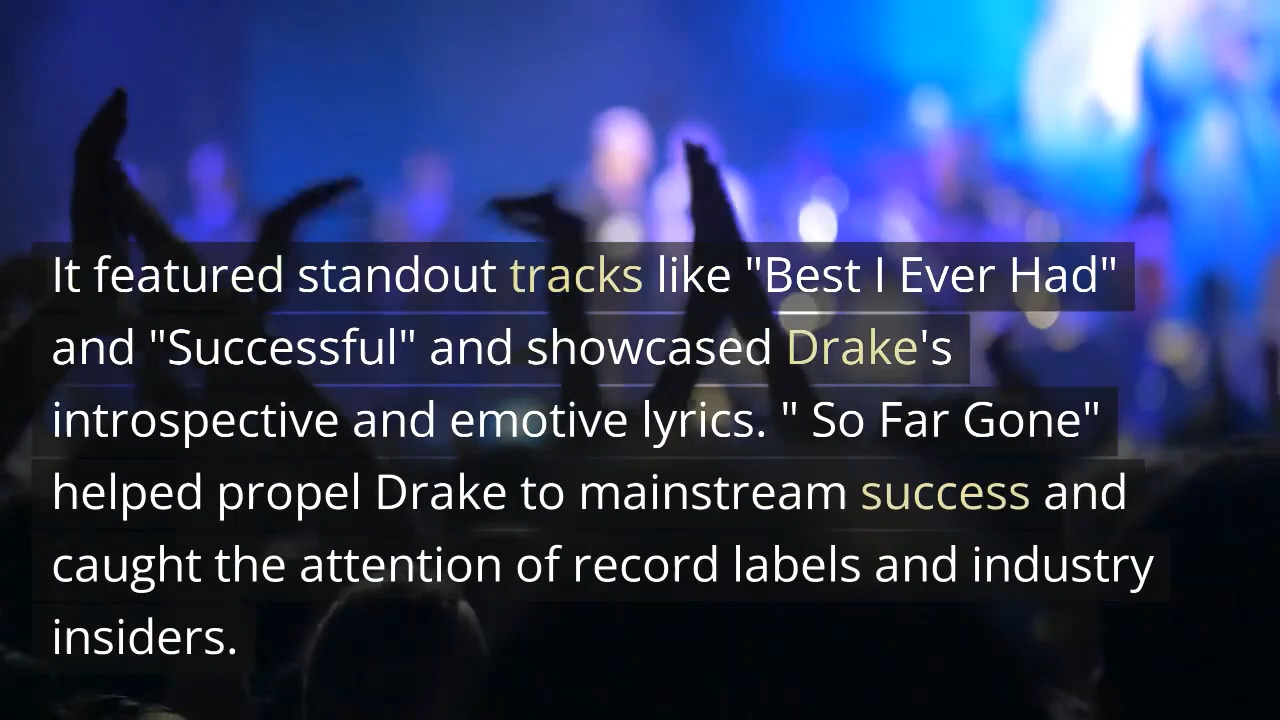 It featured standout tracks like "Best I Ever Had"
and "Successful" and showcased Drake's
introspective and emotive lyrics. " So Far Gone"
helped propel Drake to mainstream success and
caught the attention of record labels and industry
insiders.